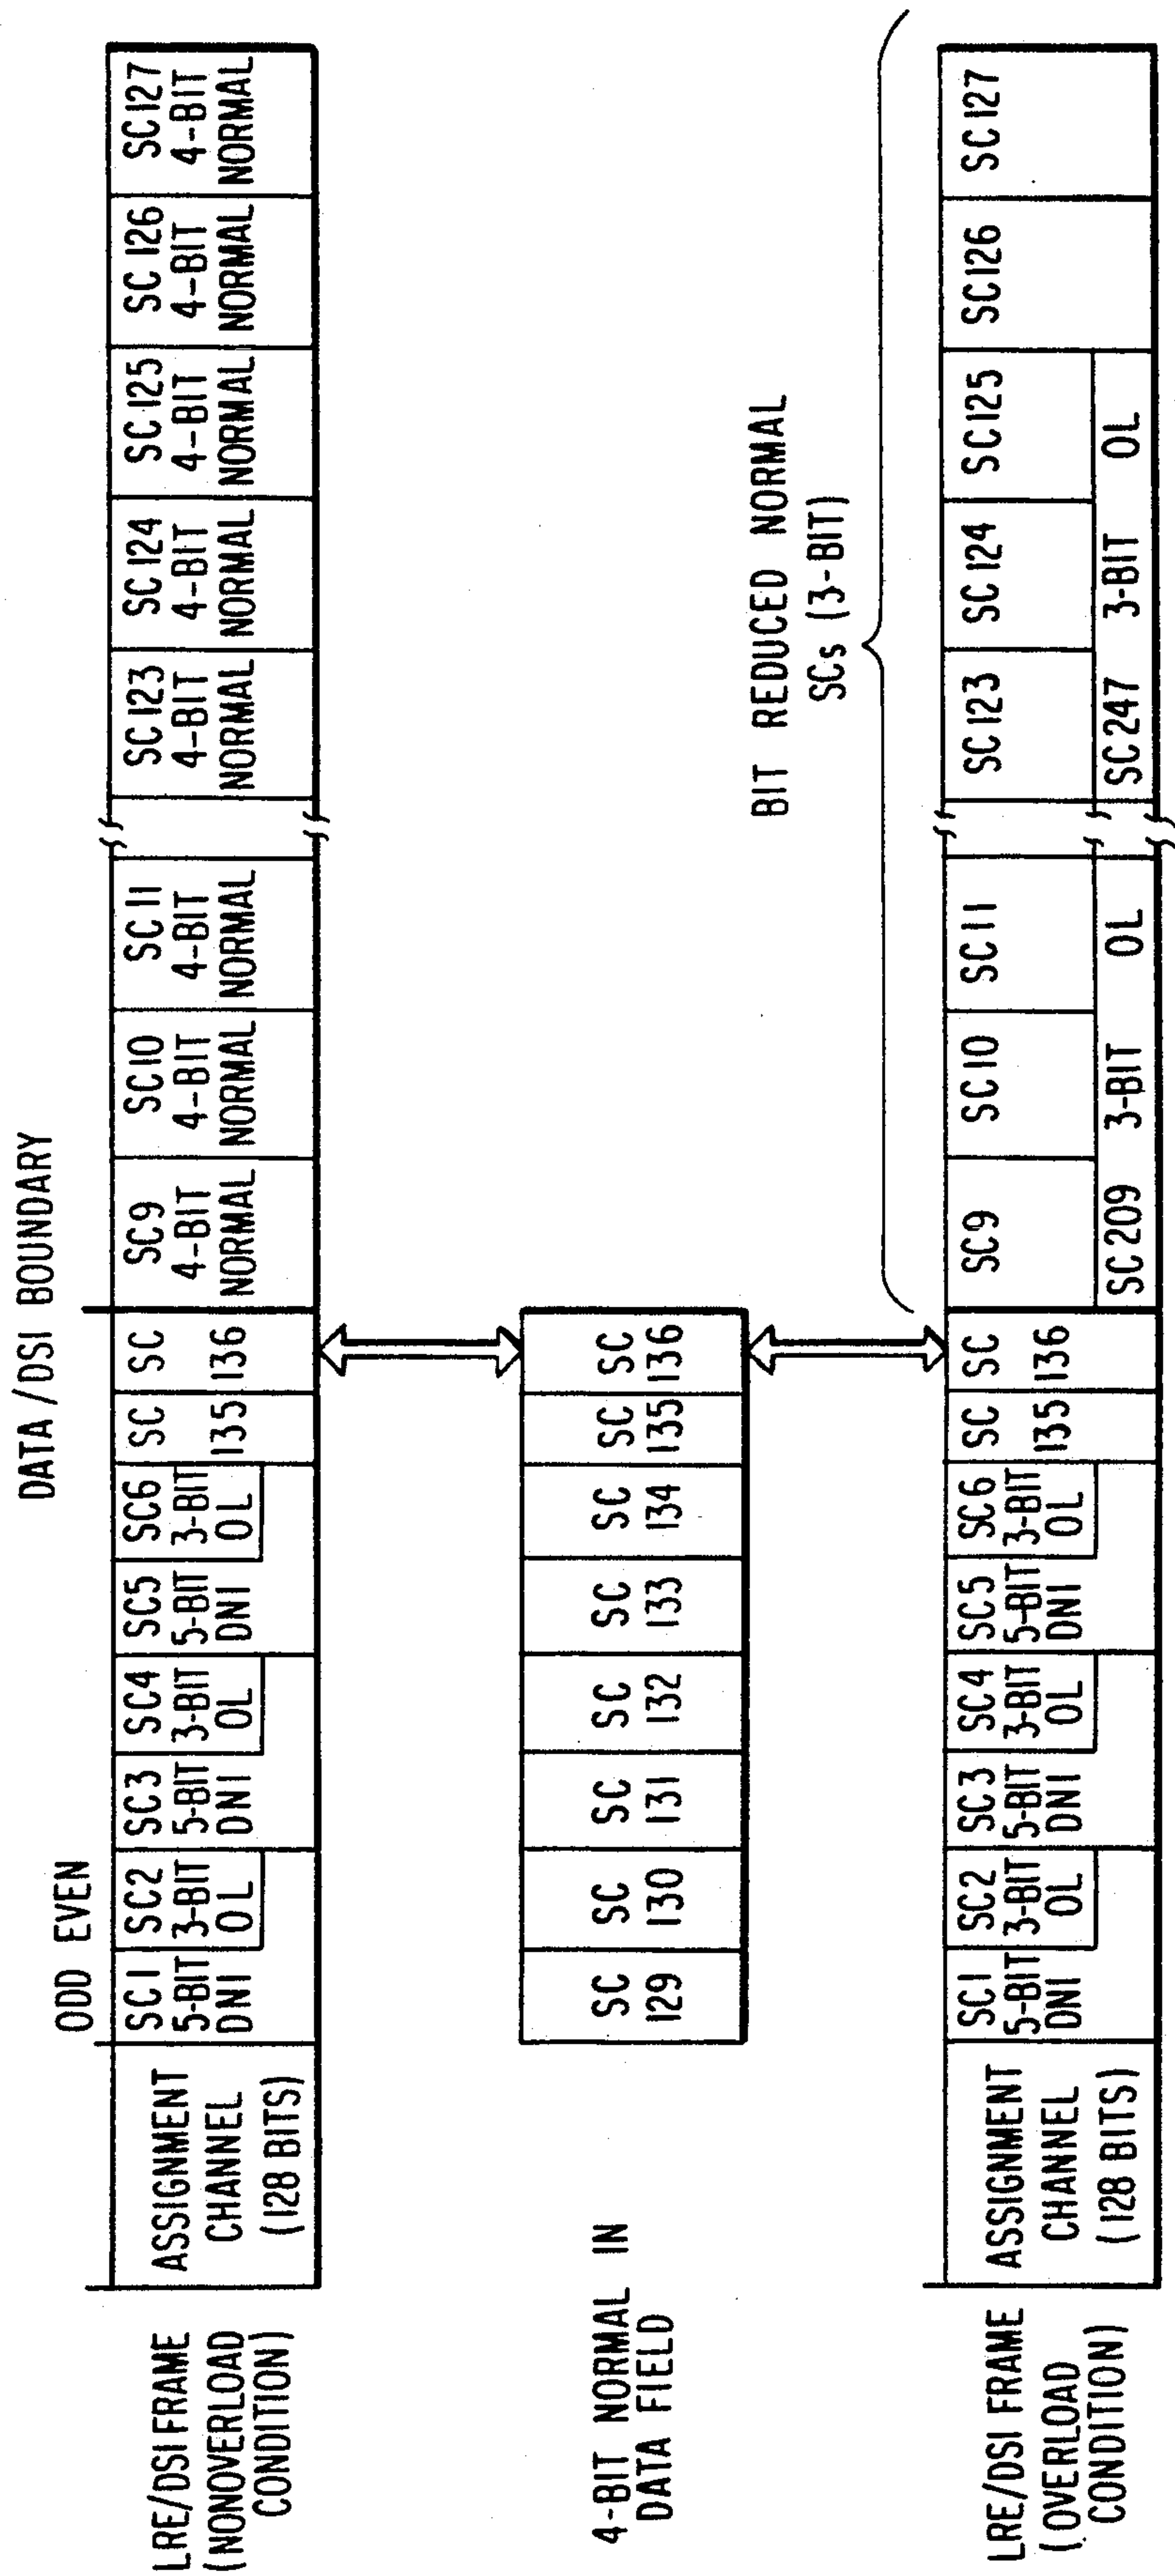 DATA/DSI BOUNDARY
ODD EVEN
LRE/DSI FRAME
(NONOVERLOAD
CONDITION)
ASSIGNMENT
CHANNEL
(128 BITS)
SC1
5-BIT
DNI
SC2
3-BIT
OL
SC3
5-BIT
DNI
SC4
3-BIT
OL
SC5
5-BIT
DNI
SC6
3-BIT
OL
SC
135
SC
136
SC9
4-BIT
NORMAL
SC10
4-BIT
NORMAL
SC11
4-BIT
NORMAL
SC123
4-BIT
NORMAL
SC124
4-BIT
NORMAL
SC125
4-BIT
NORMAL
SC126
4-BIT
NORMAL
SC127
4-BIT
NORMAL
4-BIT NORMAL IN
DATA FIELD
SC
129
SC
130
SC
131
SC
132
SC
133
SC
134
SC
135
SC
136
BIT REDUCED NORMAL
SCs (3-BIT)
LRE/DSI FRAME
(OVERLOAD
CONDITION)
ASSIGNMENT
CHANNEL
(128 BITS)
SC1
5-BIT
DNI
SC2
3-BIT
OL
SC3
5-BIT
DNI
SC4
3-BIT
OL
SC5
5-BIT
DNI
SC6
3-BIT
OL
SC
135
SC
136
SC9
SC10
SC11
SC209 3-BIT OL
SC123
SC124
SC125
SC247 3-BIT OL
SC126
SC127